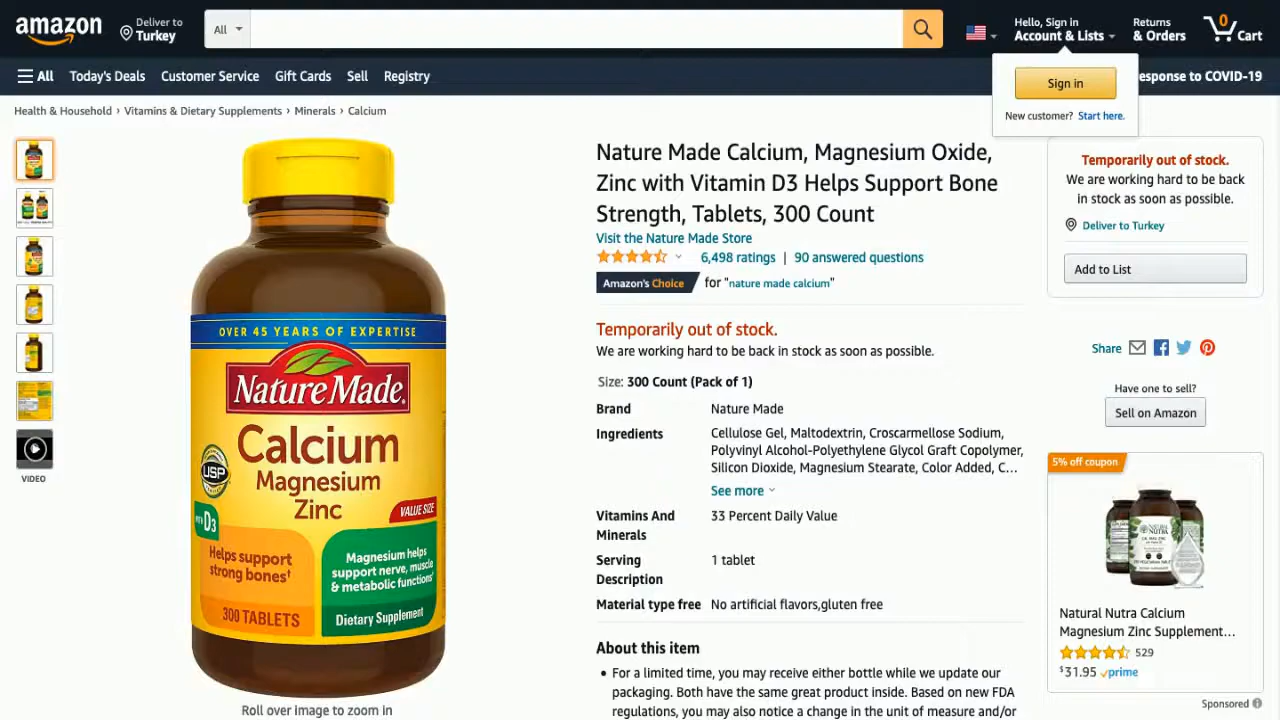 amazon
Deliver to
Turkey
All
Hello, Sign in
Account & Lists
Returns
& Orders
0
Cart
All
Today's Deals
Customer Service
Gift Cards
Sell
Registry
esponse to COVID-19
Sign in
New customer? Start here.
Health & Household › Vitamins & Dietary Supplements › Minerals › Calcium
VIDEO
OVER 45 YEARS OF EXPERTISE
Nature Made®
Calcium
Magnesium
Zinc
USP
WITH D3
VALUE SIZE
Helps support
strong bones†
Magnesium helps
support nerve, muscle
& metabolic functions†
300 TABLETS
Dietary Supplement
Roll over image to zoom in
Nature Made Calcium, Magnesium Oxide,
Zinc with Vitamin D3 Helps Support Bone
Strength, Tablets, 300 Count
Visit the Nature Made Store
6,498 ratings | 90 answered questions
Amazon's Choice for "nature made calcium"
Temporarily out of stock.
We are working hard to be back in stock as soon as possible.
Size: 300 Count (Pack of 1)
Brand Nature Made
Ingredients Cellulose Gel, Maltodextrin, Croscarmellose Sodium,
Polyvinyl Alcohol-Polyethylene Glycol Graft Copolymer,
Silicon Dioxide, Magnesium Stearate, Color Added, C...
See more
Vitamins And 33 Percent Daily Value
Minerals
Serving 1 tablet
Description
Material type free No artificial flavors,gluten free
About this item
• For a limited time, you may receive either bottle while we update our
packaging. Both have the same great product inside. Based on new FDA
regulations, you may also notice a change in the unit of measure and/or
Temporarily out of stock.
We are working hard to be back
in stock as soon as possible.
Deliver to Turkey
Add to List
Share
Have one to sell?
Sell on Amazon
5% off coupon
NATURAL
NUTRA
Natural Nutra Calcium
Magnesium Zinc Supplement...
529
$31.95 prime
Sponsored